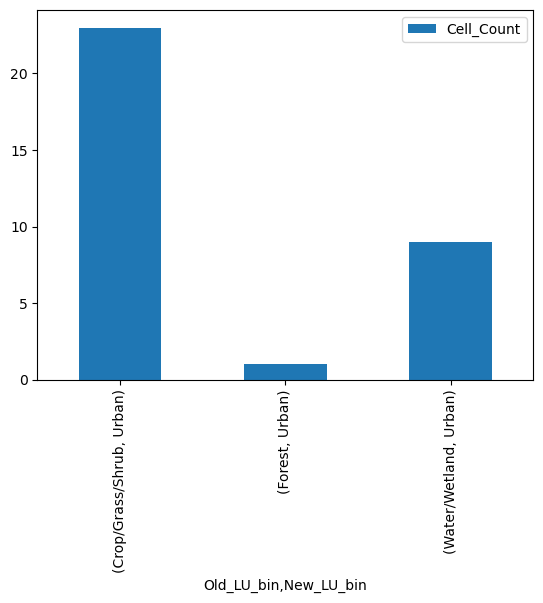 Cell_Count
20
15
10
5
0
(Crop/Grass/Shrub, Urban)
(Forest, Urban)
(Water/Wetland, Urban)
Old_LU_bin,New_LU_bin